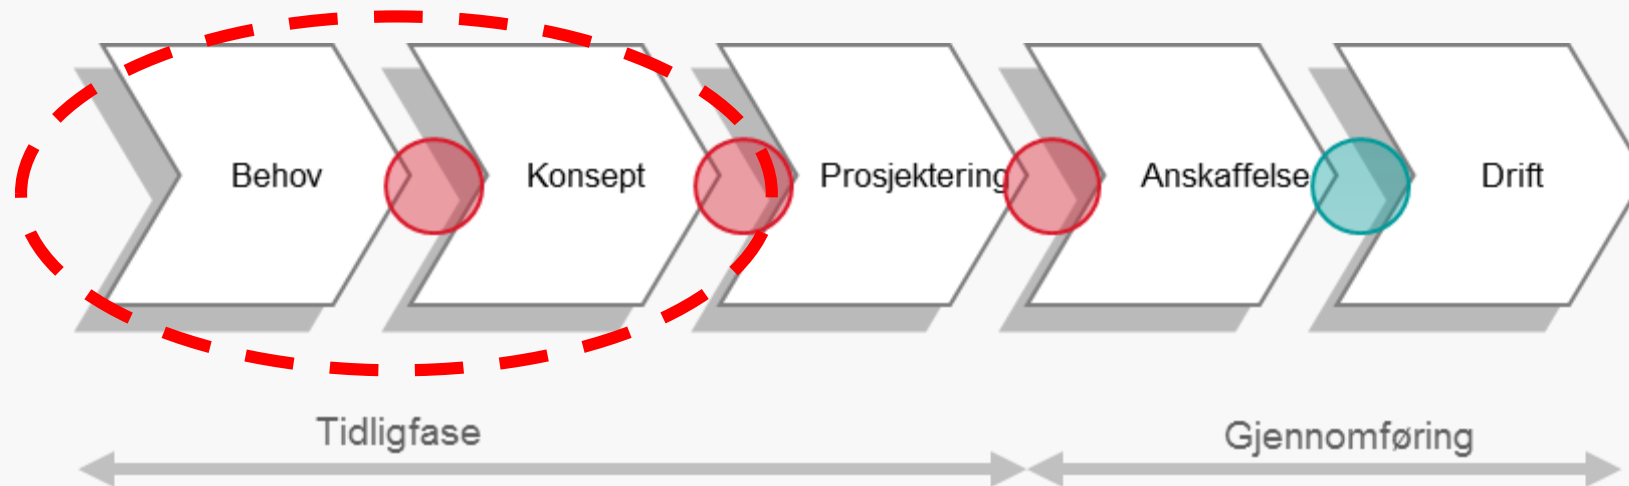 Behov
Konsept
Prosjektering
Anskaffelse
Drift
Tidligfase
Gjennomføring